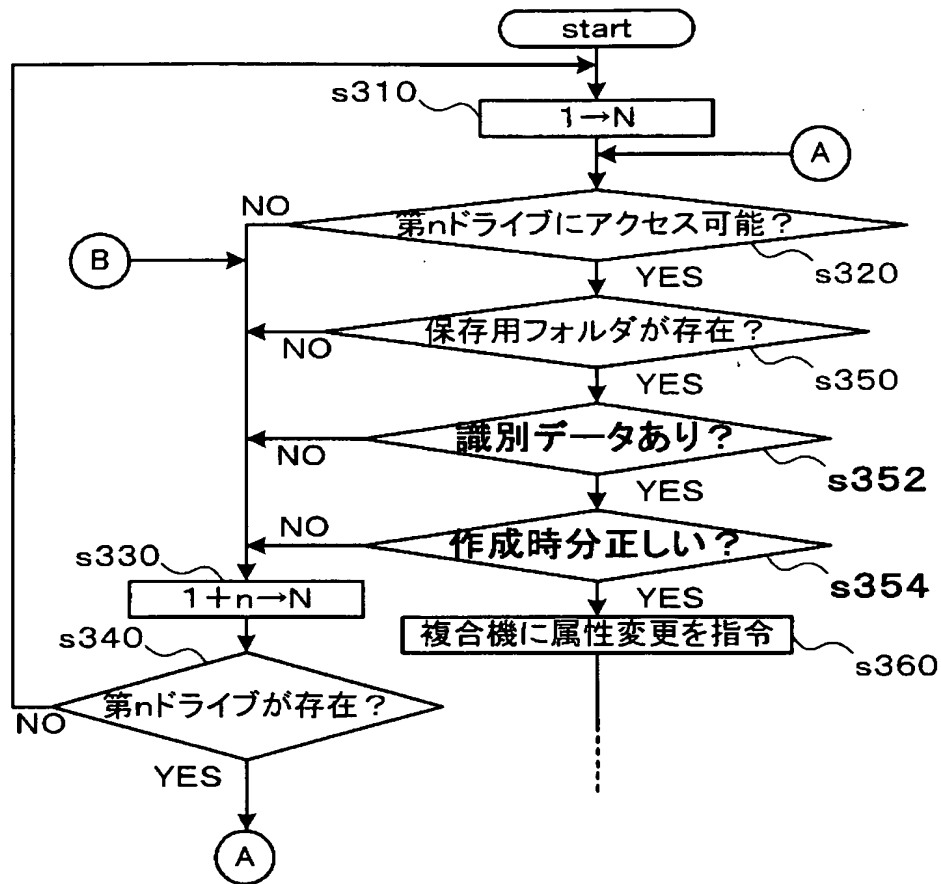 start
s310
1→N
A
NO
第nドライブにアクセス可能?
B
s320
YES
保存用フォルダが存在?
NO
s350
YES
識別データあり?
NO
s352
YES
NO
作成時分正しい?
s330
s354
1+n→N
YES
s340
複合機に属性変更を指令
s360
第nドライブが存在?
NO
YES
A